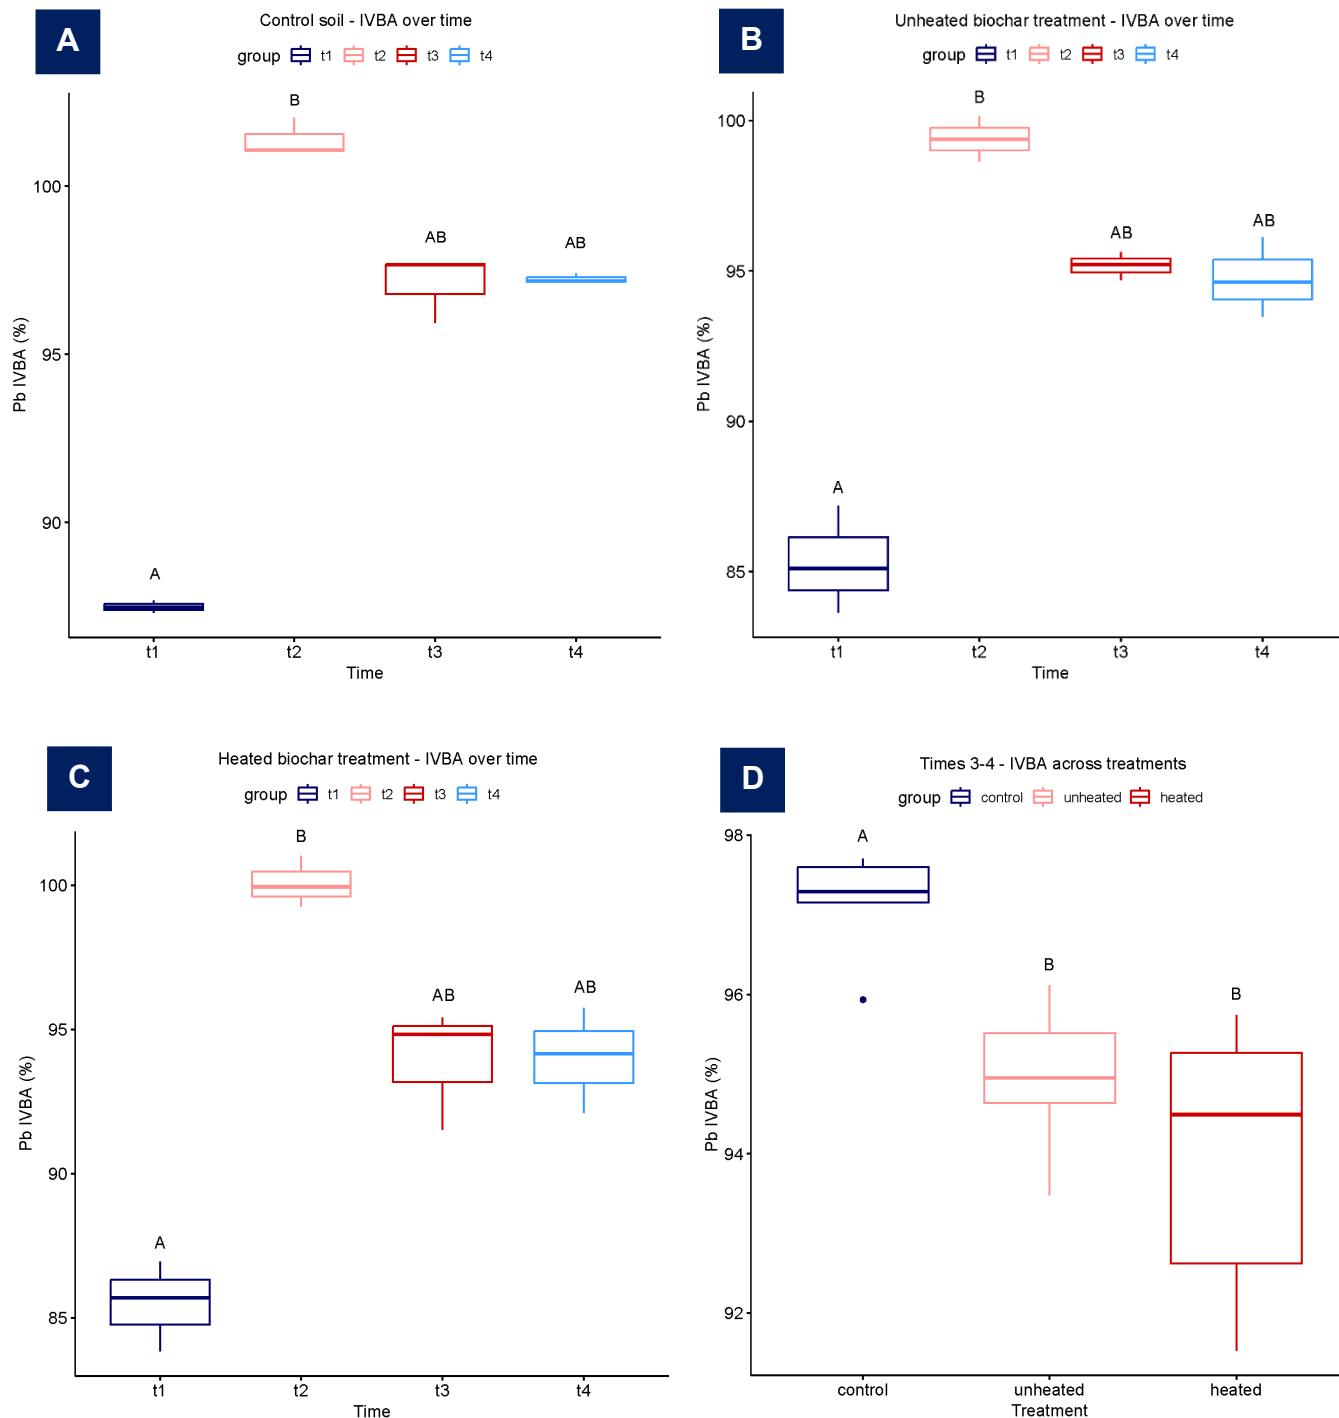 A
Control soil - IVBA over time
group t1 t2 t3 t4
B
100
AB
AB
95
Pb IVBA (%)
90
A
t1 t2 t3 t4
Time
B
Unheated biochar treatment - IVBA over time
group t1 t2 t3 t4
B
100
AB
AB
95
Pb IVBA (%)
90
A
85
t1 t2 t3 t4
Time
C
Heated biochar treatment - IVBA over time
group t1 t2 t3 t4
B
100
AB
AB
95
Pb IVBA (%)
90
A
85
t1 t2 t3 t4
Time
D
Times 3-4 - IVBA across treatments
group control unheated heated
98
A
B
96
B
Pb IVBA (%)
94
92
control unheated heated
Treatment